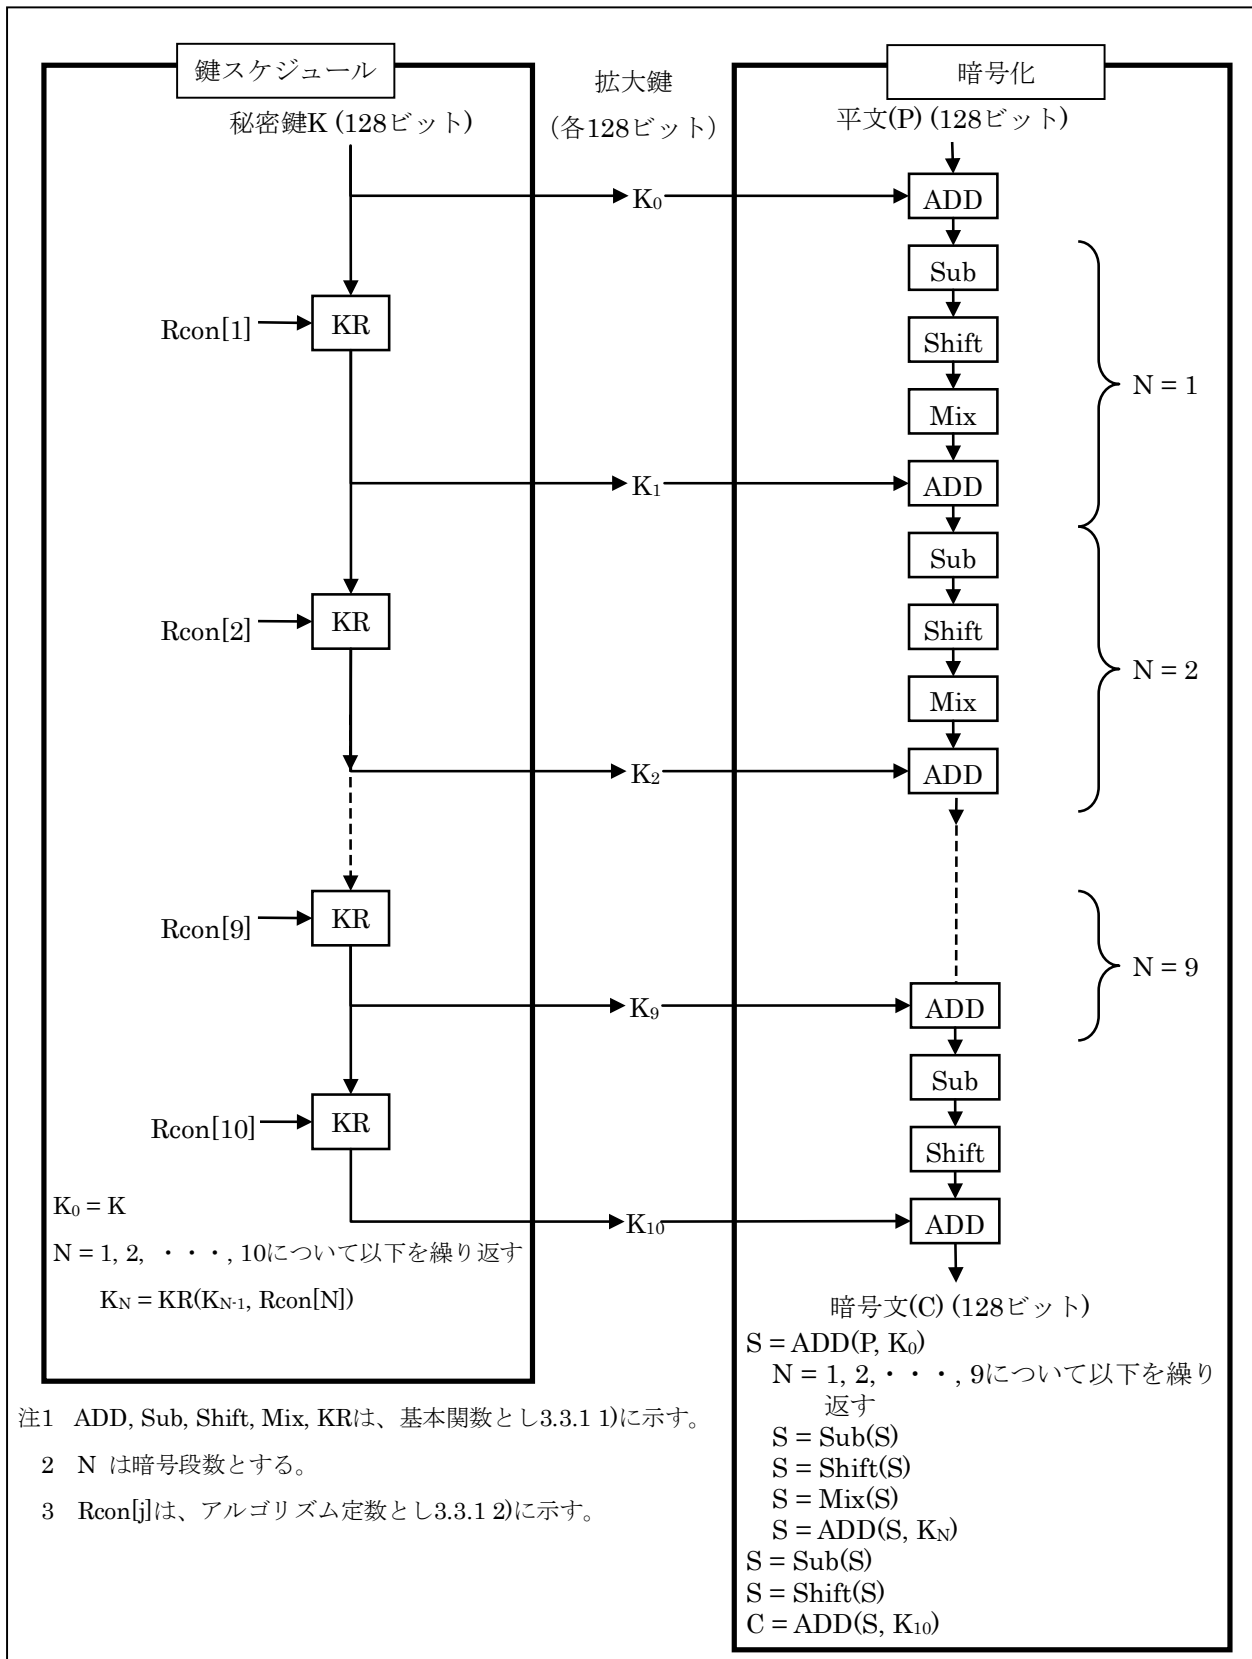 鍵スケジュール
秘密鍵K (128ビット)
Rcon[1]
KR
Rcon[2]
KR
Rcon[9]
KR
Rcon[10]
KR
K₀ = K
N = 1, 2, ・・・, 10について以下を繰り返す
K_N = KR(K_N-1, Rcon[N])
拡大鍵
(各128ビット)
K₀
K₁
K₂
K₉
K₁₀
暗号化
平文(P) (128ビット)
ADD
Sub
Shift
Mix
ADD
N = 1
Sub
Shift
Mix
ADD
N = 2
ADD
N = 9
Sub
Shift
ADD
暗号文(C) (128ビット)
S = ADD(P, K₀)
N = 1, 2,・・・, 9について以下を繰り
返す
S = Sub(S)
S = Shift(S)
S = Mix(S)
S = ADD(S, K_N)
S = Sub(S)
S = Shift(S)
C = ADD(S, K₁₀)
注1 ADD, Sub, Shift, Mix, KRは、基本関数とし3.3.1 1)に示す。
2 N は暗号段数とする。
3 Rcon[j]は、アルゴリズム定数とし3.3.1 2)に示す。